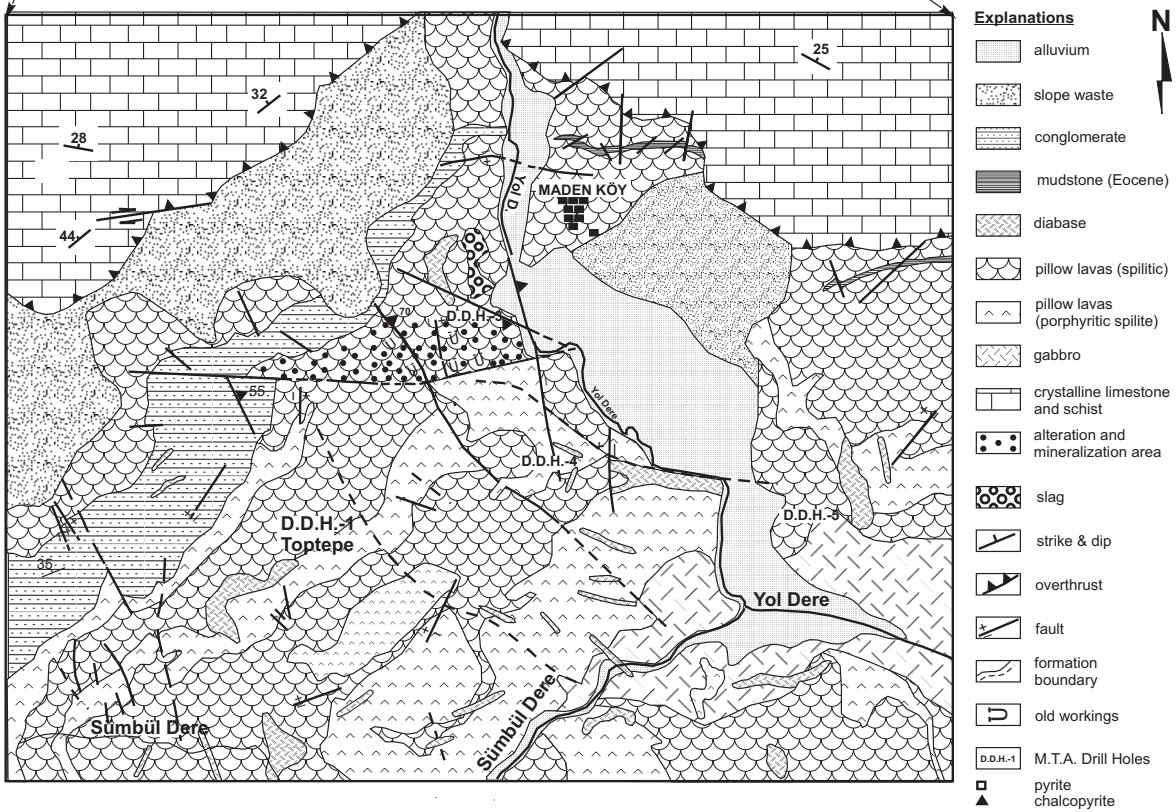 25
32
28
44
Yol D.
MADEN KÖY
D.D.H.-3
70
55
Yol Dere
D.D.H.-4
D.D.H.-1
Toptepe
D.D.H.-5
35
Yol Dere
Sümbül Dere
Sümbül Dere
Explanations
N
alluvium
slope waste
conglomerate
mudstone (Eocene)
diabase
pillow lavas (spilitic)
pillow lavas
(porphyritic spilite)
gabbro
crystalline limestone
and schist
alteration and
mineralization area
slag
strike & dip
overthrust
fault
formation
boundary
old workings
D.D.H.-1 M.T.A. Drill Holes
pyrite
chalcopyrite